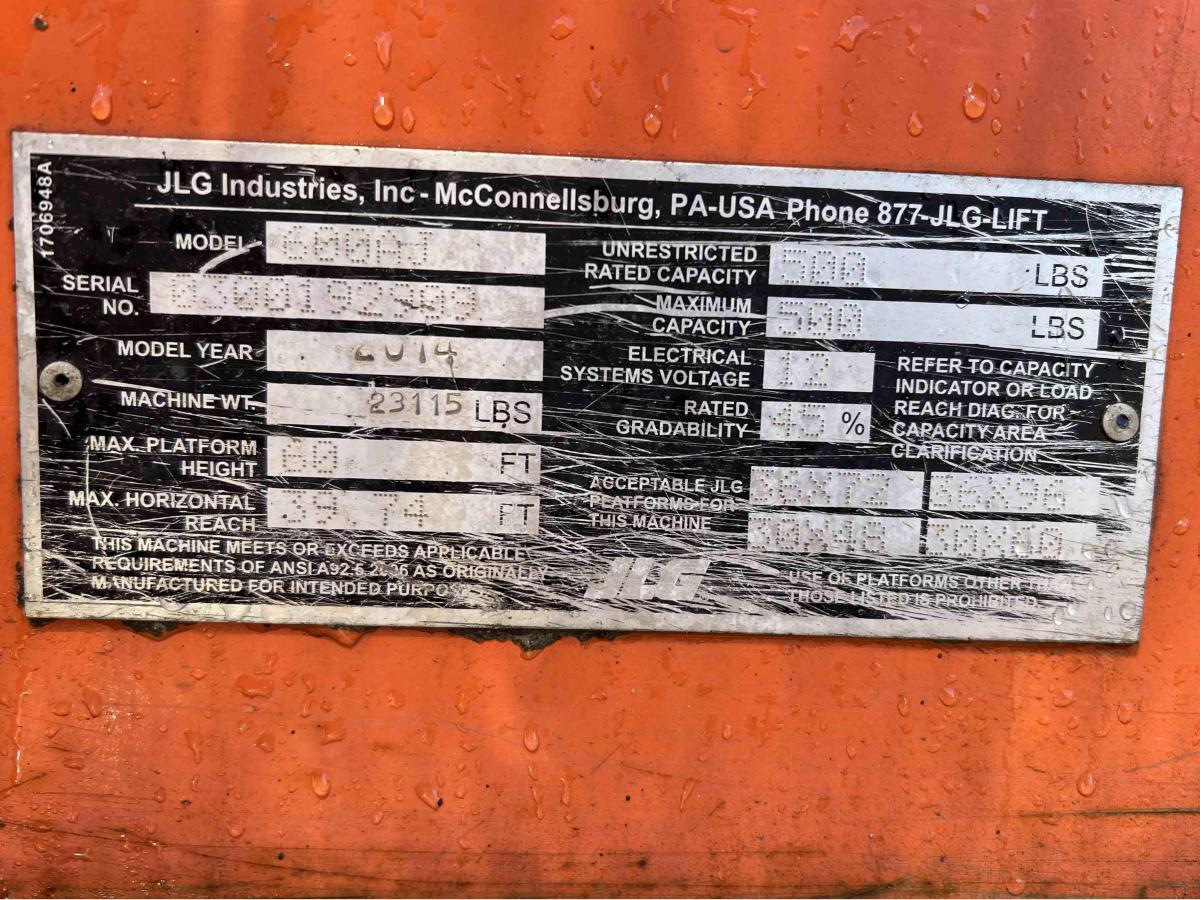 1706948A
JLG Industries, Inc - McConnellsburg, PA-USA Phone 877-JLG-LIFT
MODEL 600AJ
SERIAL
NO.
MODEL YEAR 2014
MACHINE WT. 23115 LBS
MAX. PLATFORM
HEIGHT 60 FT
MAX. HORIZONTAL
REACH 39.74 FT
THIS MACHINE MEETS OR EXCEEDS APPLICABLE
REQUIREMENTS OF ANSI A92.5 2006 AS ORIGINALLY
MANUFACTURED FOR INTENDED PURPOSE
UNRESTRICTED
RATED CAPACITY 500 LBS
MAXIMUM
CAPACITY 500 LBS
ELECTRICAL
SYSTEMS VOLTAGE 12
RATED
GRADABILITY 45 %
REFER TO CAPACITY
INDICATOR OR LOAD
REACH DIAG. FOR
CAPACITY AREA
CLARIFICATION
ACCEPTABLE JLG
PLATFORMS FOR
THIS MACHINE
36X72 36X96
30X48 30X60
JLG
USE OF PLATFORMS OTHER THAN
THOSE LISTED IS PROHIBITED.